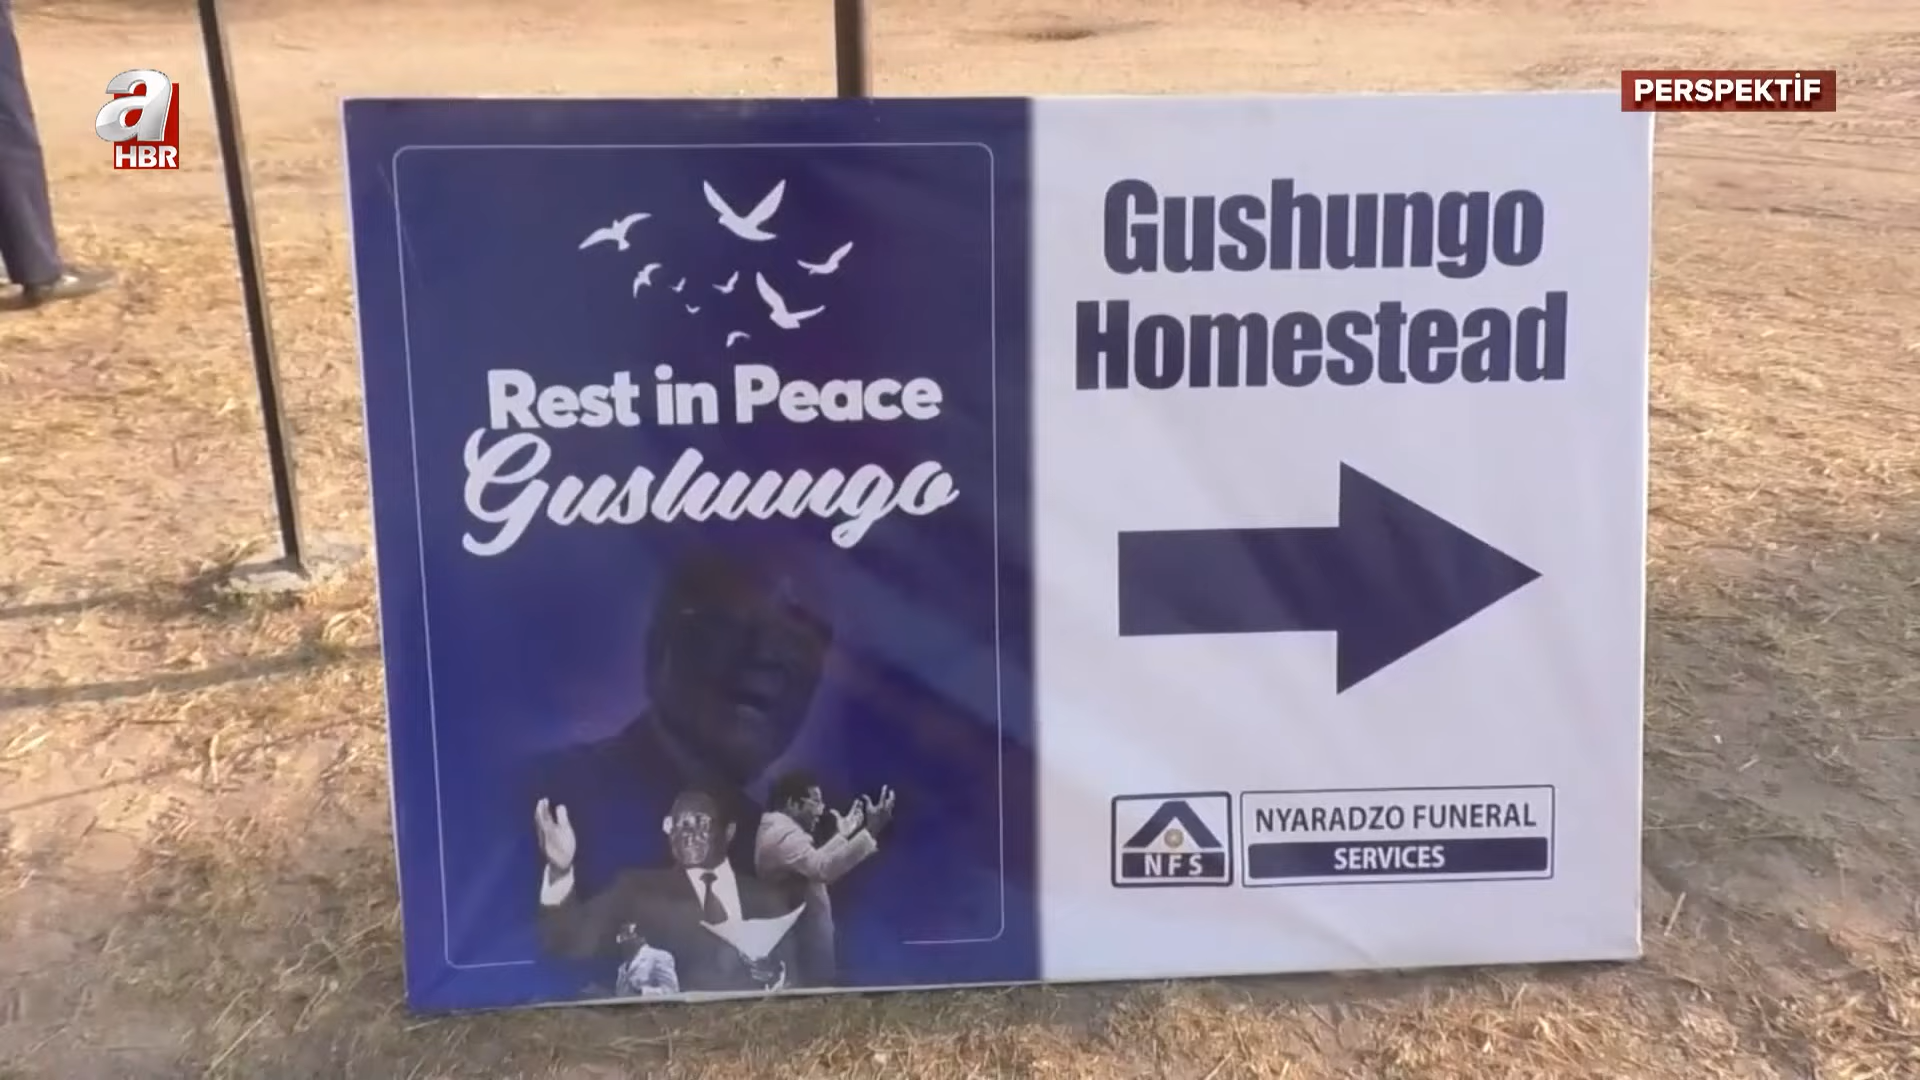 a
HBR
PERSPEKTİF
Rest in Peace
Gushungo
Gushungo
Homestead
NFS
NYARADZO FUNERAL
SERVICES